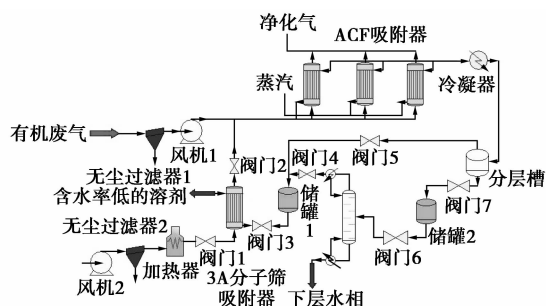 净化气
ACF吸附器
蒸汽
冷凝器
有机废气
风机1
无尘过滤器1
阀门2
阀门4
阀门5
分层槽
含水率低的溶剂
储罐
1
阀门7
无尘过滤器2
阀门3
储罐2
加热器
阀门1
阀门6
风机2
3A分子筛
吸附器
下层水相